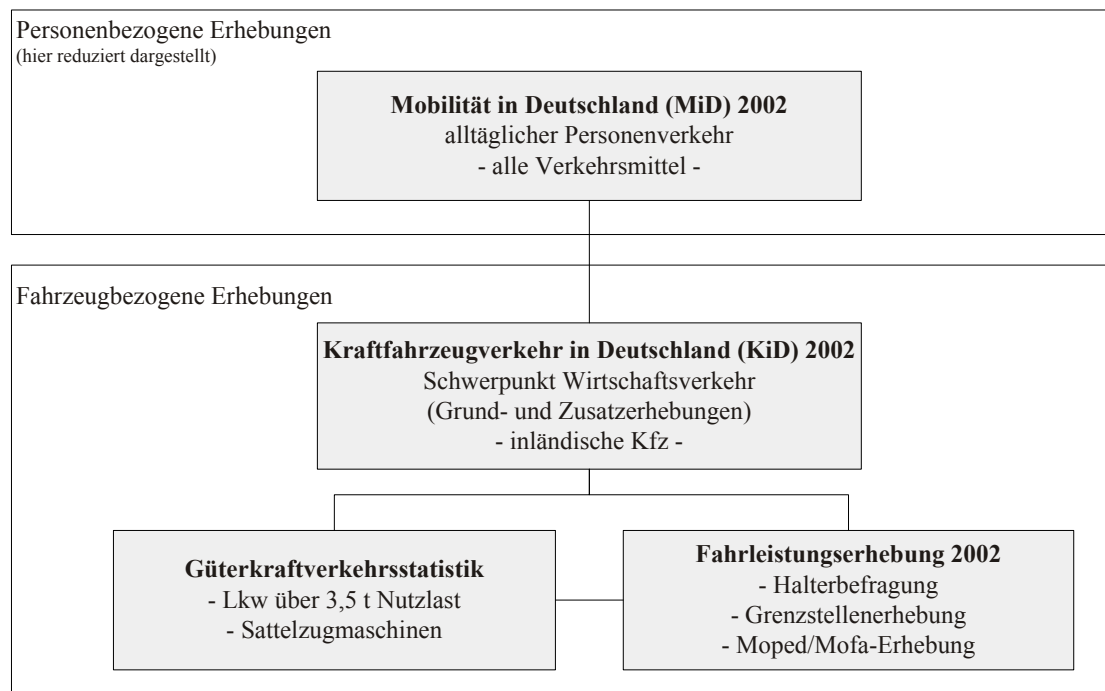 Personenbezogene Erhebungen
(hier reduziert dargestellt)
Mobilität in Deutschland (MiD) 2002
alltäglicher Personenverkehr
- alle Verkehrsmittel -
Fahrzeugbezogene Erhebungen
Kraftfahrzeugverkehr in Deutschland (KiD) 2002
Schwerpunkt Wirtschaftsverkehr
(Grund- und Zusatzerhebungen)
- inländische Kfz -
Güterkraftverkehrsstatistik
- Lkw über 3,5 t Nutzlast
- Sattelzugmaschinen
Fahrleistungserhebung 2002
- Halterbefragung
- Grenzstellenerhebung
- Moped/Mofa-Erhebung